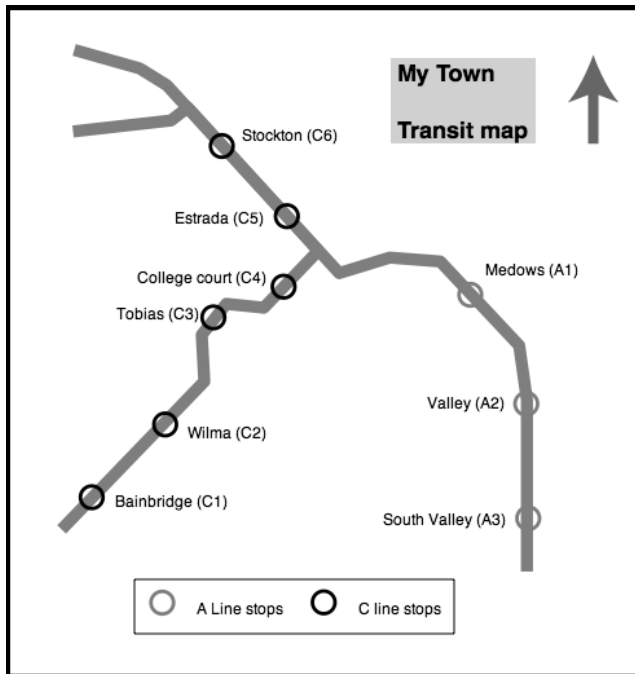 My Town
Transit map
Stockton (C6)
Estrada (C5)
College court (C4)
Medows (A1)
Tobias (C3)
Valley (A2)
Wilma (C2)
Bainbridge (C1)
South Valley (A3)
A Line stops
C line stops